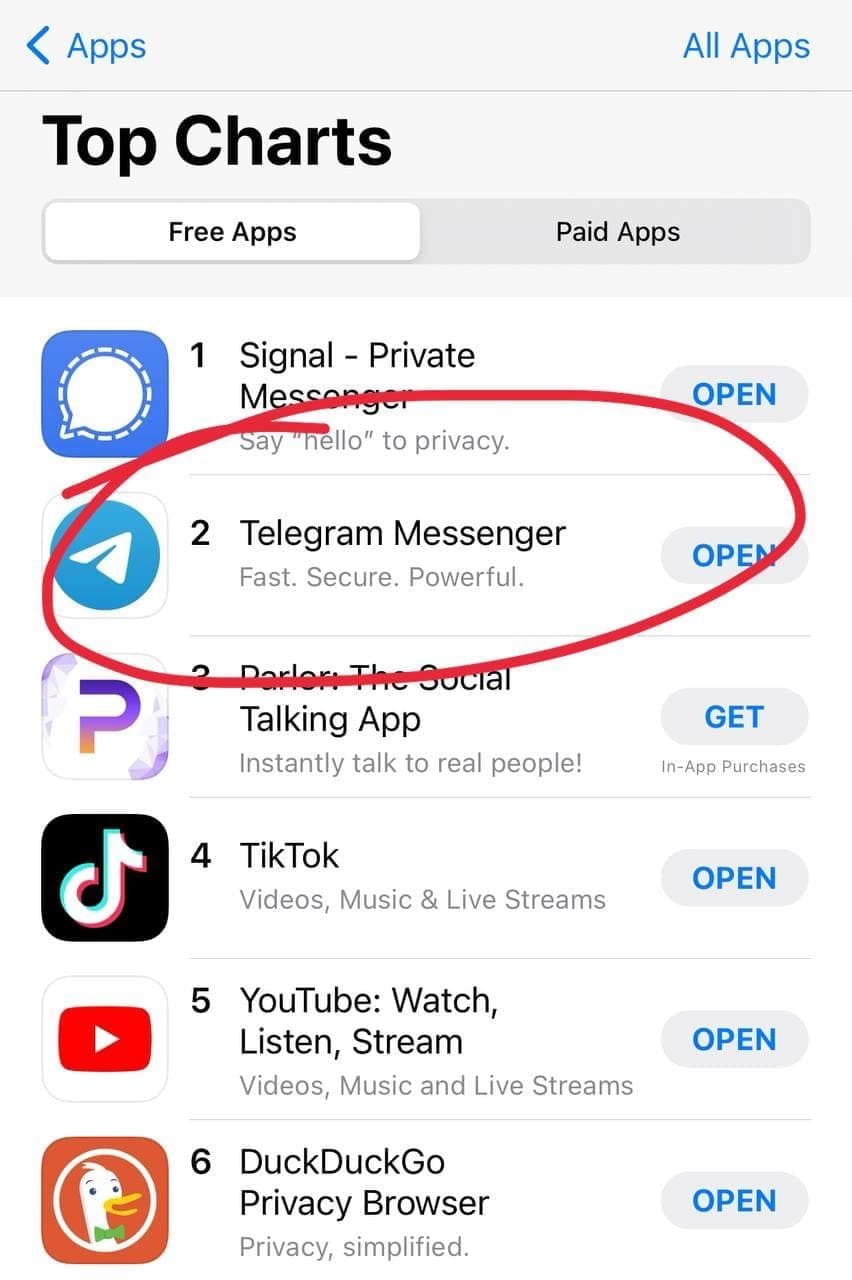 Apps
All Apps
Top Charts
Free Apps
Paid Apps
1 Signal - Private
Messenger
Say “hello” to privacy.
OPEN
2 Telegram Messenger
Fast. Secure. Powerful.
OPEN
3 Parlor: The Social
Talking App
Instantly talk to real people!
GET
In-App Purchases
4 TikTok
Videos, Music & Live Streams
OPEN
5 YouTube: Watch,
Listen, Stream
Videos, Music and Live Streams
OPEN
6 DuckDuckGo
Privacy Browser
Privacy, simplified.
OPEN